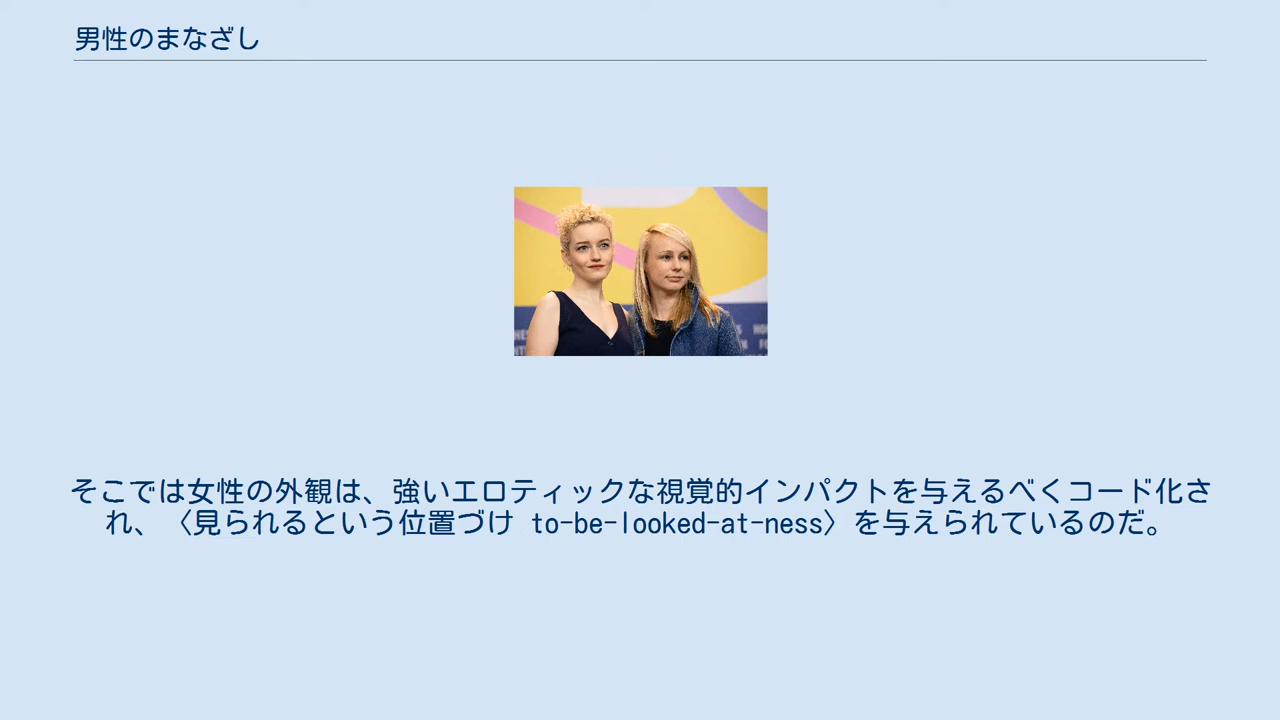 男性のまなざし
そこでは女性の外観は、強いエロティックな視覚的インパクトを与えるべくコード化さ
れ、〈見られるという位置づけ to-be-looked-at-ness〉を与えられているのだ。